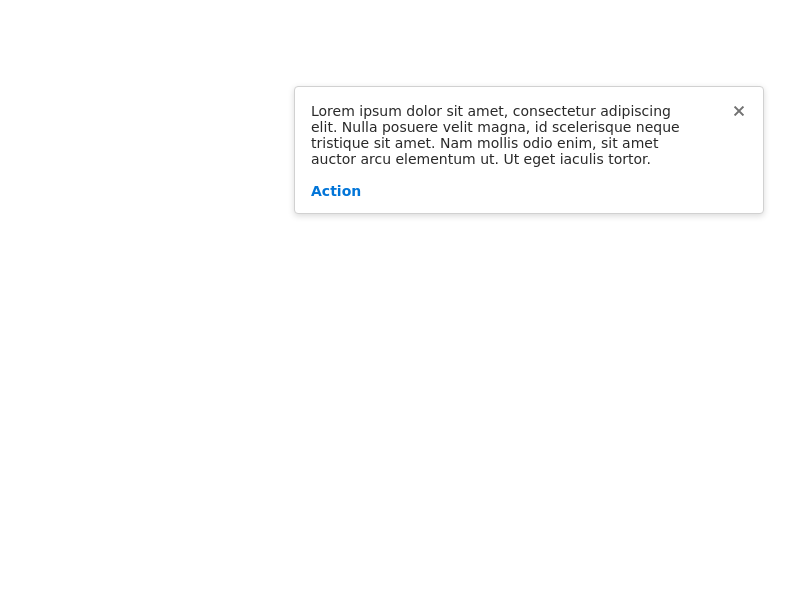 Lorem ipsum dolor sit amet, consectetur adipiscing
elit. Nulla posuere velit magna, id scelerisque neque
tristique sit amet. Nam mollis odio enim, sit amet
auctor arcu elementum ut. Ut eget iaculis tortor.
Action